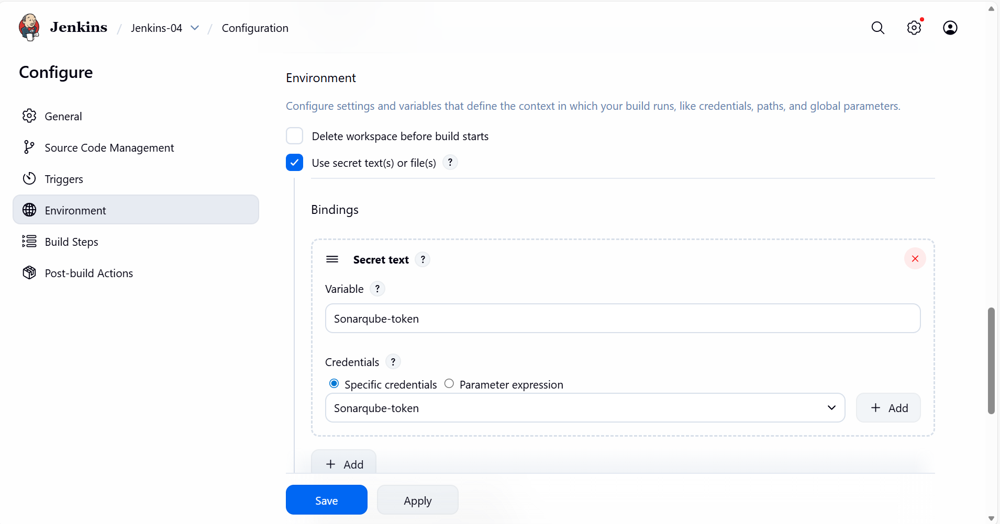 Jenkins / Jenkins-04 / Configuration
Configure
General
Source Code Management
Triggers
Environment
Build Steps
Post-build Actions
Environment
Configure settings and variables that define the context in which your build runs, like credentials, paths, and global parameters.
Delete workspace before build starts
Use secret text(s) or file(s) ?
Bindings
Secret text ?
Variable ?
Sonarqube-token
Credentials ?
Specific credentials Parameter expression
Sonarqube-token
+ Add
+ Add
Save Apply